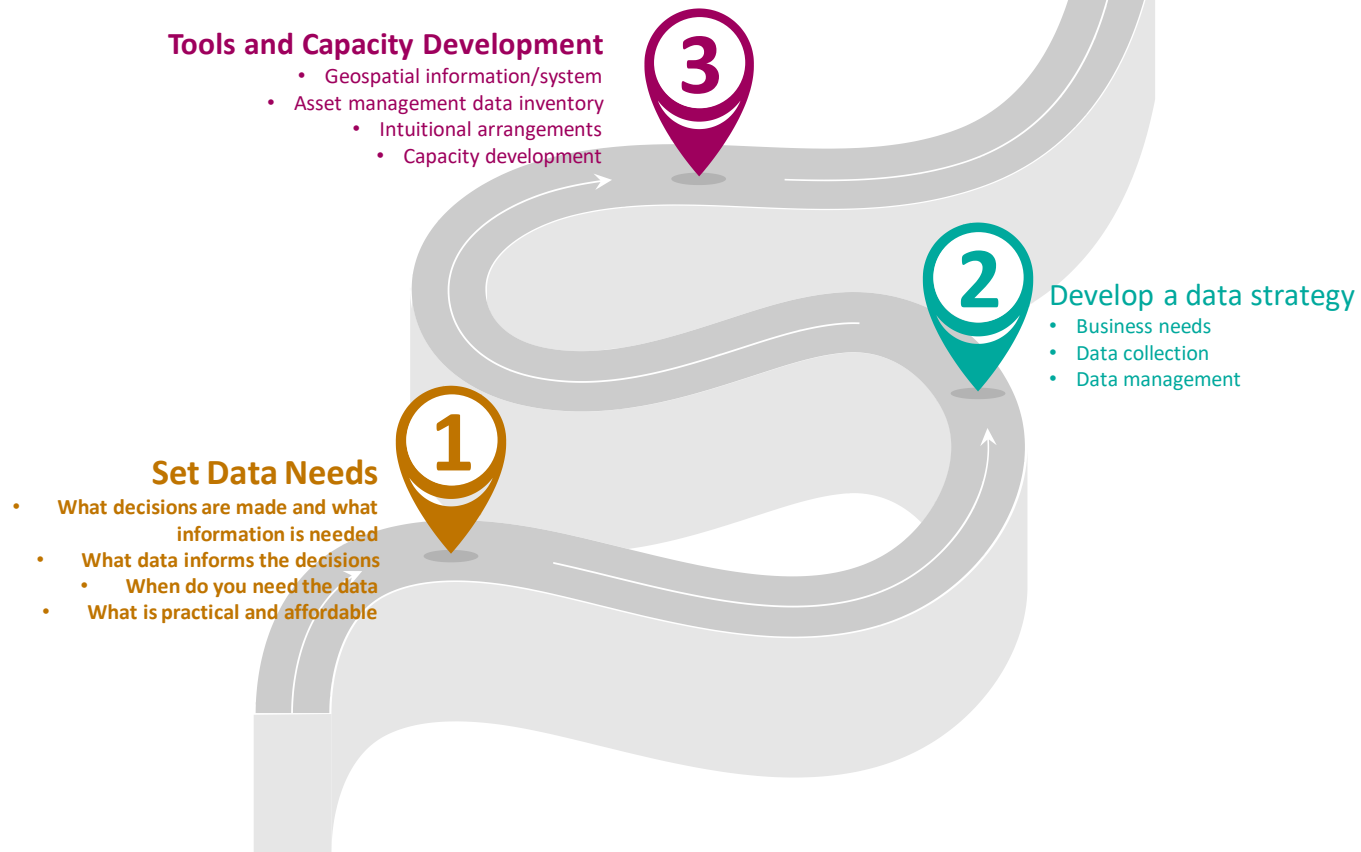 Tools and Capacity Development
• Geospatial information/system
• Asset management data inventory
• Intuitional arrangements
• Capacity development
3
2
Develop a data strategy
• Business needs
• Data collection
• Data management
1
Set Data Needs
• What decisions are made and what
information is needed
• What data informs the decisions
• When do you need the data
• What is practical and affordable